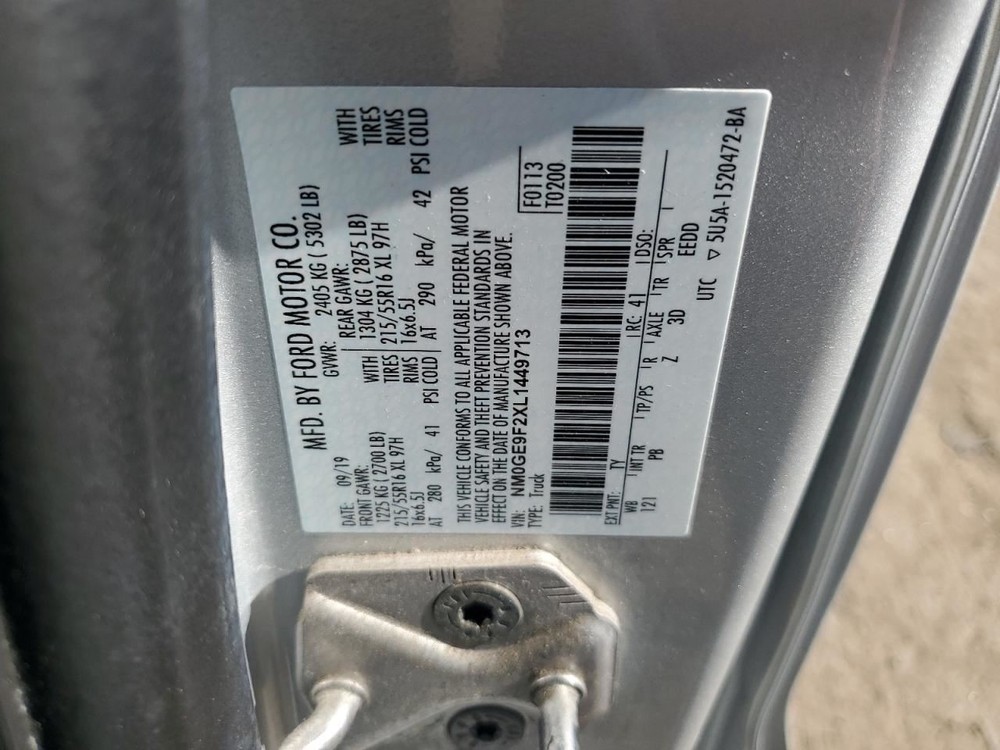 MFD. BY FORD MOTOR CO.
DATE: 09/19 GVWR: 2405 KG ( 5302 LB)
FRONT GAWR: REAR GAWR:
1225 KG ( 2700 LB) WITH 1304 KG ( 2875 LB) WITH
215/55R16 XL 97H TIRES 215/55R16 XL 97H TIRES
16x6.5J RIMS 16x6.5J RIMS
AT 280 kPa/ 41 PSI COLD AT 290 kPa/ 42 PSI COLD
THIS VEHICLE CONFORMS TO ALL APPLICABLE FEDERAL MOTOR
VEHICLE SAFETY AND THEFT PREVENTION STANDARDS IN
EFFECT ON THE DATE OF MANUFACTURE SHOWN ABOVE.
VIN: NM0GE9F2XL1449713 F0113
TYPE: Truck T0200
EXT PNT: TY RC: 41 DSO:
WB INT TR TP/PS R AXLE TR SPR
121 PB Z 3D EEDD
UTC ▽ 5U5A-1520472-BA